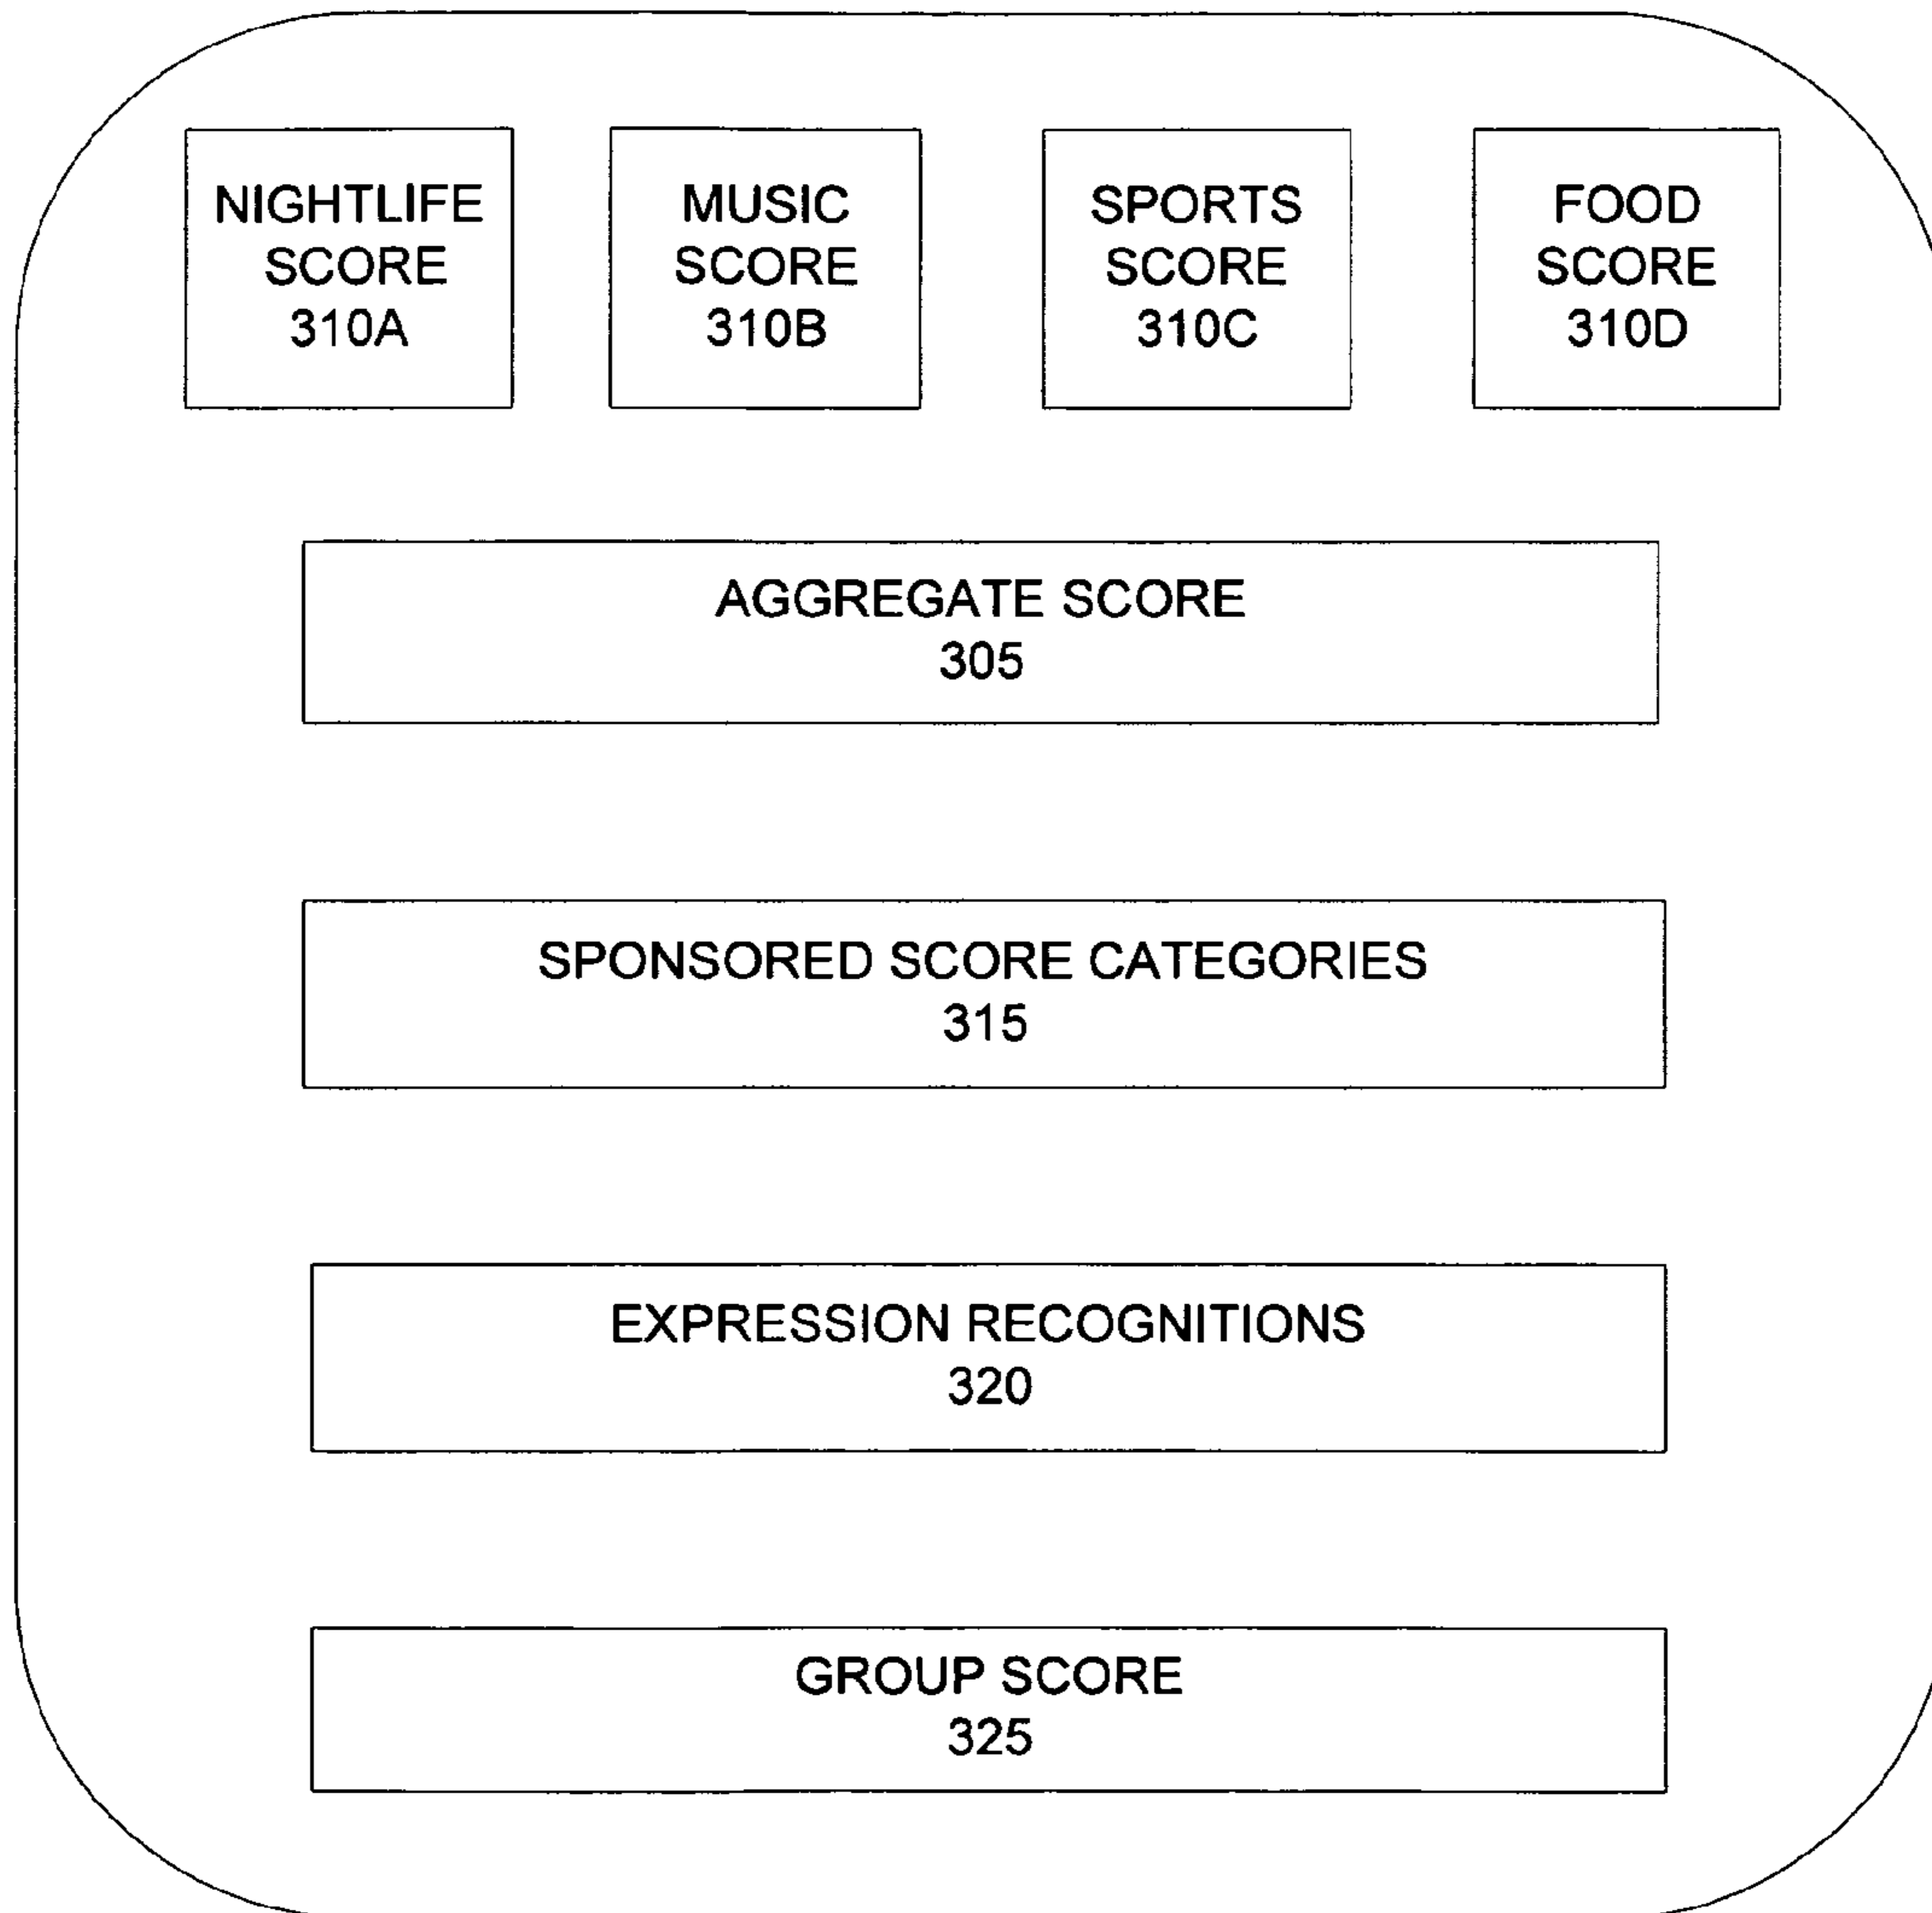 NIGHTLIFE
SCORE
310A
MUSIC
SCORE
310B
SPORTS
SCORE
310C
FOOD
SCORE
310D
AGGREGATE SCORE
305
SPONSORED SCORE CATEGORIES
315
EXPRESSION RECOGNITIONS
320
GROUP SCORE
325